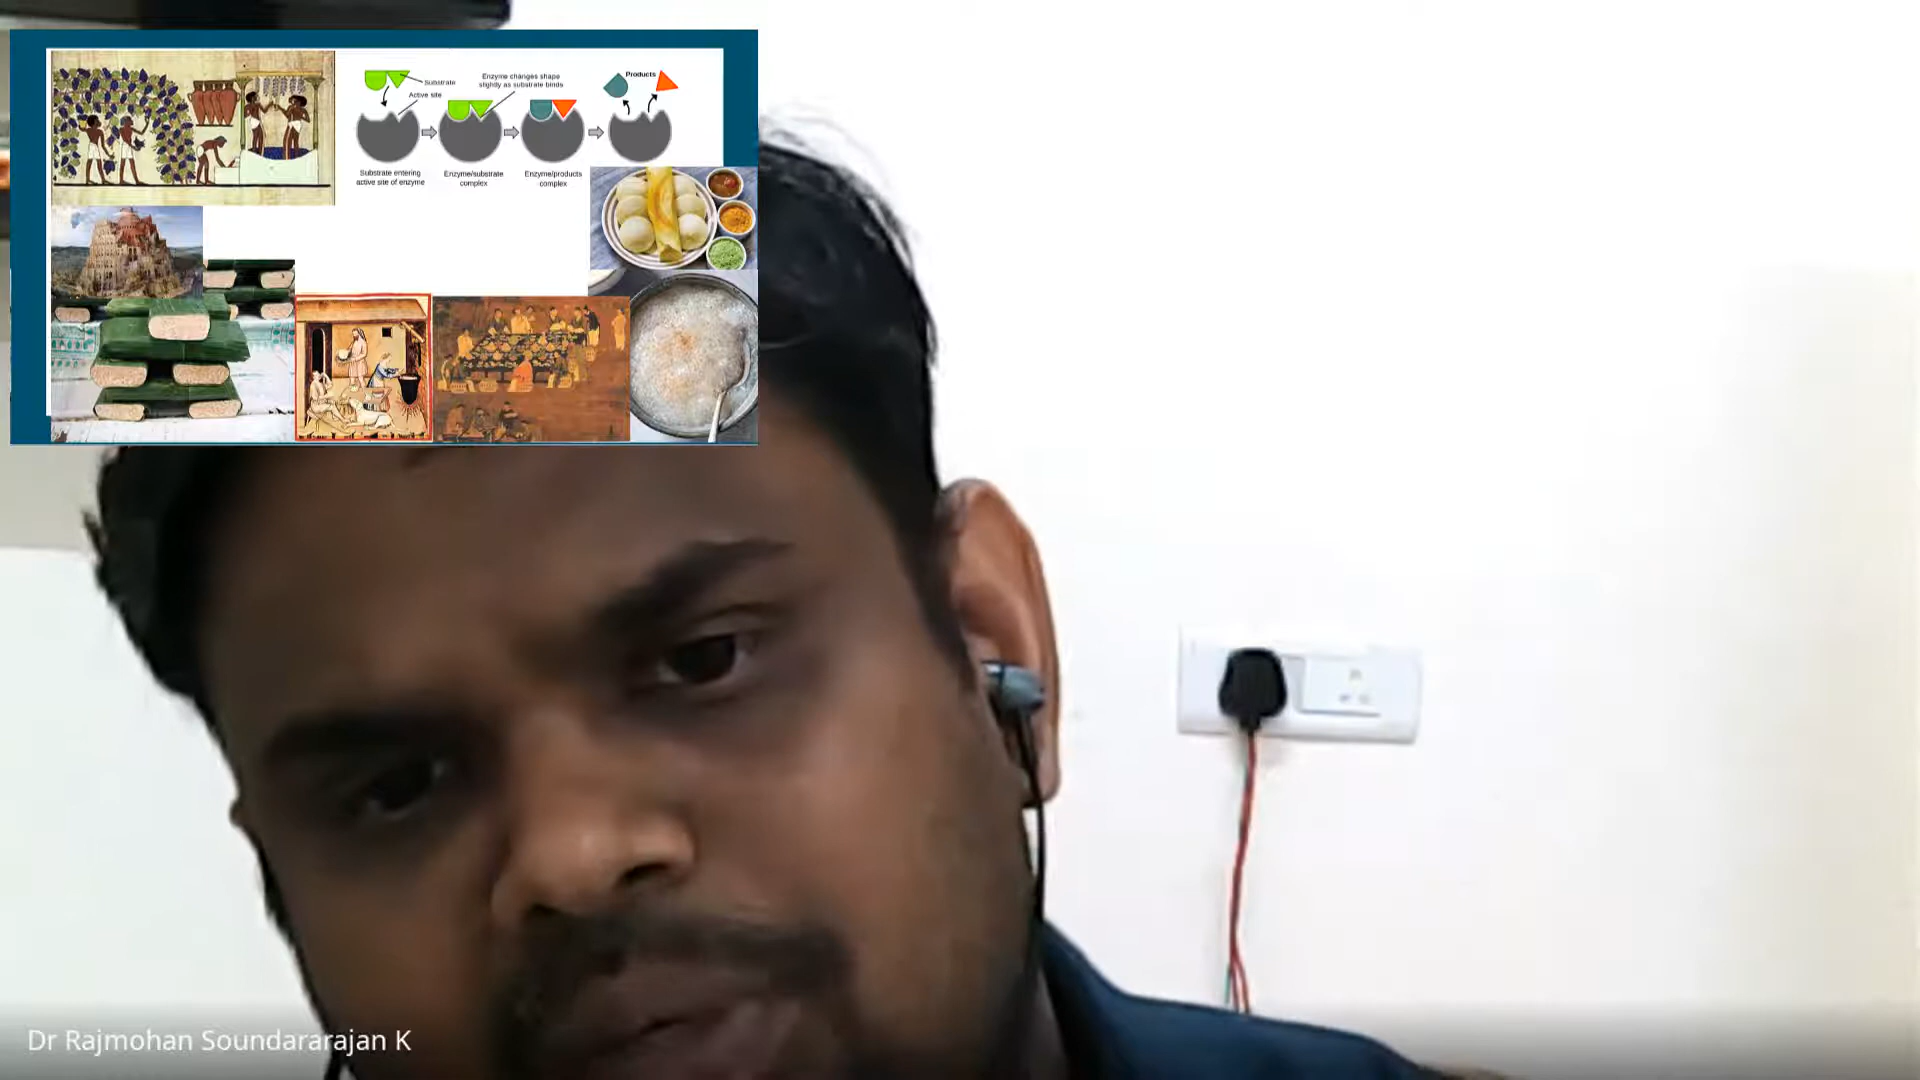 Substrate
Active site
Enzyme changes shape
slightly as substrate binds
Products
Substrate entering
active site of enzyme
Enzyme/substrate
complex
Enzyme/products
complex
Dr Rajmohan Soundararajan K